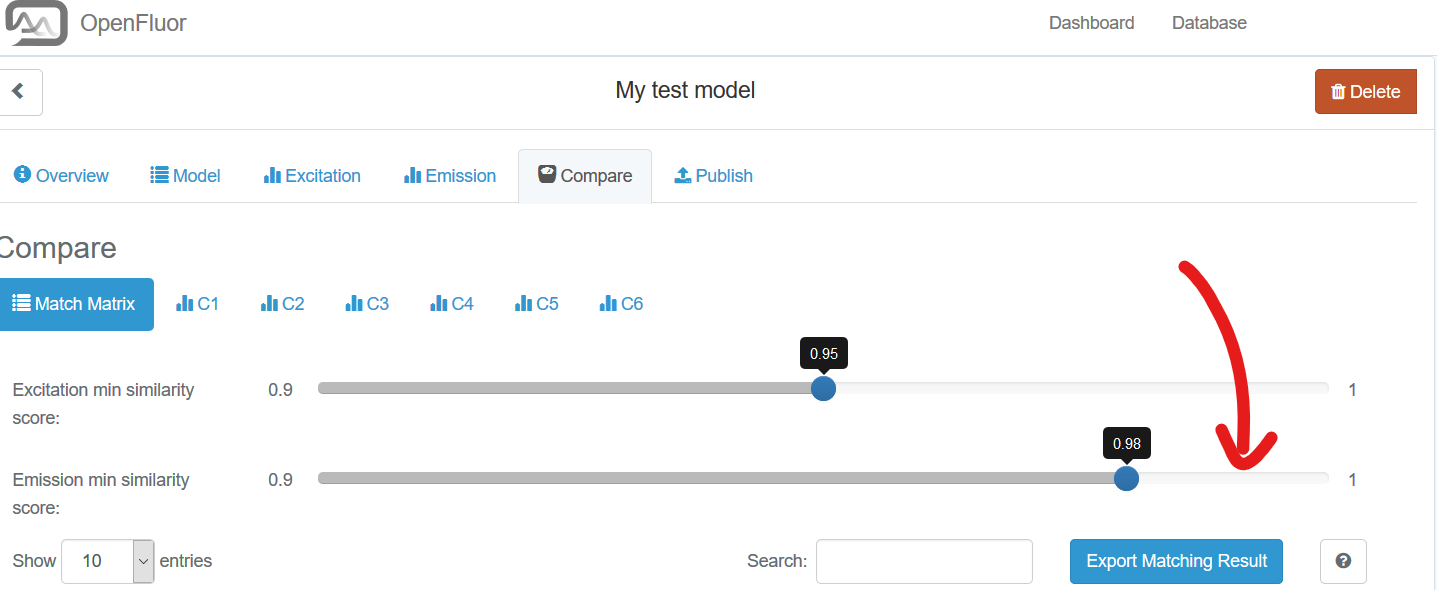 OpenFluor Dashboard Database
My test model Delete
Overview Model Excitation Emission Compare Publish
Compare
Match Matrix C1 C2 C3 C4 C5 C6
0.95
Excitation min similarity score: 0.9 1
0.98
Emission min similarity score: 0.9 1
Show 10 entries Search: Export Matching Result ?